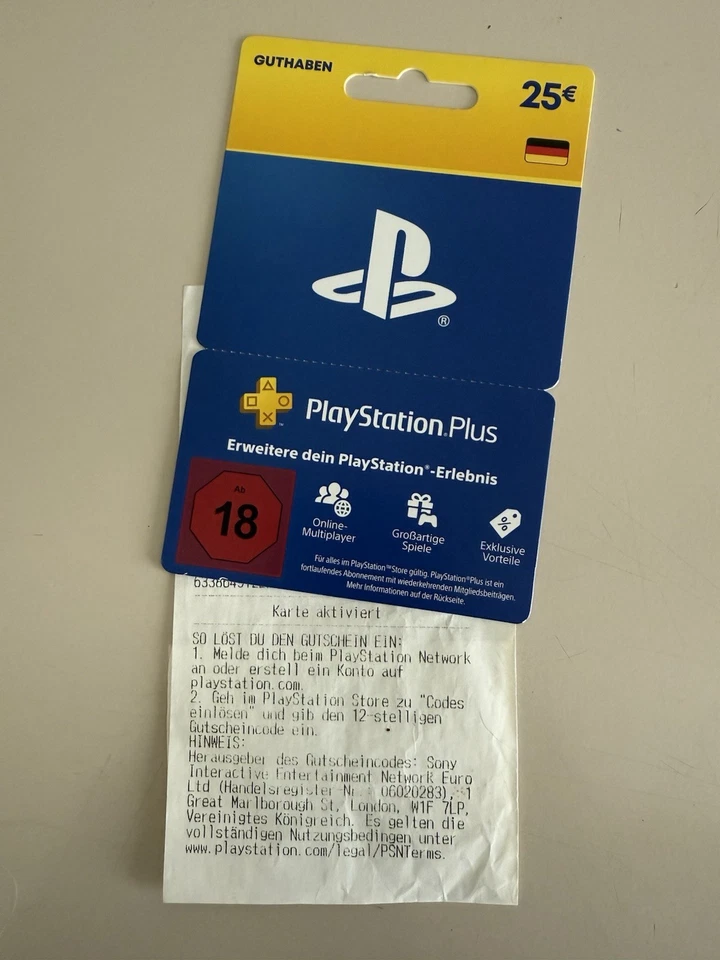 GUTHABEN
25€
PlayStation®Plus
Erweitere dein PlayStation®-Erlebnis
Ab
18
Online-
Multiplayer
Großartige
Spiele
Exklusive
Vorteile
Für alles im PlayStation™Store gültig. PlayStation®Plus ist ein
fortlaufendes Abonnement mit wiederkehrenden Mitgliedsbeiträgen.
Mehr Informationen auf der Rückseite.
Karte aktiviert
SO LÖST DU DEN GUTSCHEIN EIN:
1. Melde dich beim PlayStation Network
an oder erstell ein Konto auf
playstation.com.
2. Geh im PlayStation Store zu "Codes
einlösen" und gib den 12-stelligen
Gutscheincode ein.
HINWEIS:
Herausgeber des Gutscheincodes: Sony
Interactive Entertainment Network Euro
Ltd (Handelsregister-Nr.: 06020283), 1
Great Marlborough St, London, W1F 7LP,
Vereinigtes Königreich. Es gelten die
vollständigen Nutzungsbedingen unter
www.playstation.com/legal/PSNTerms.